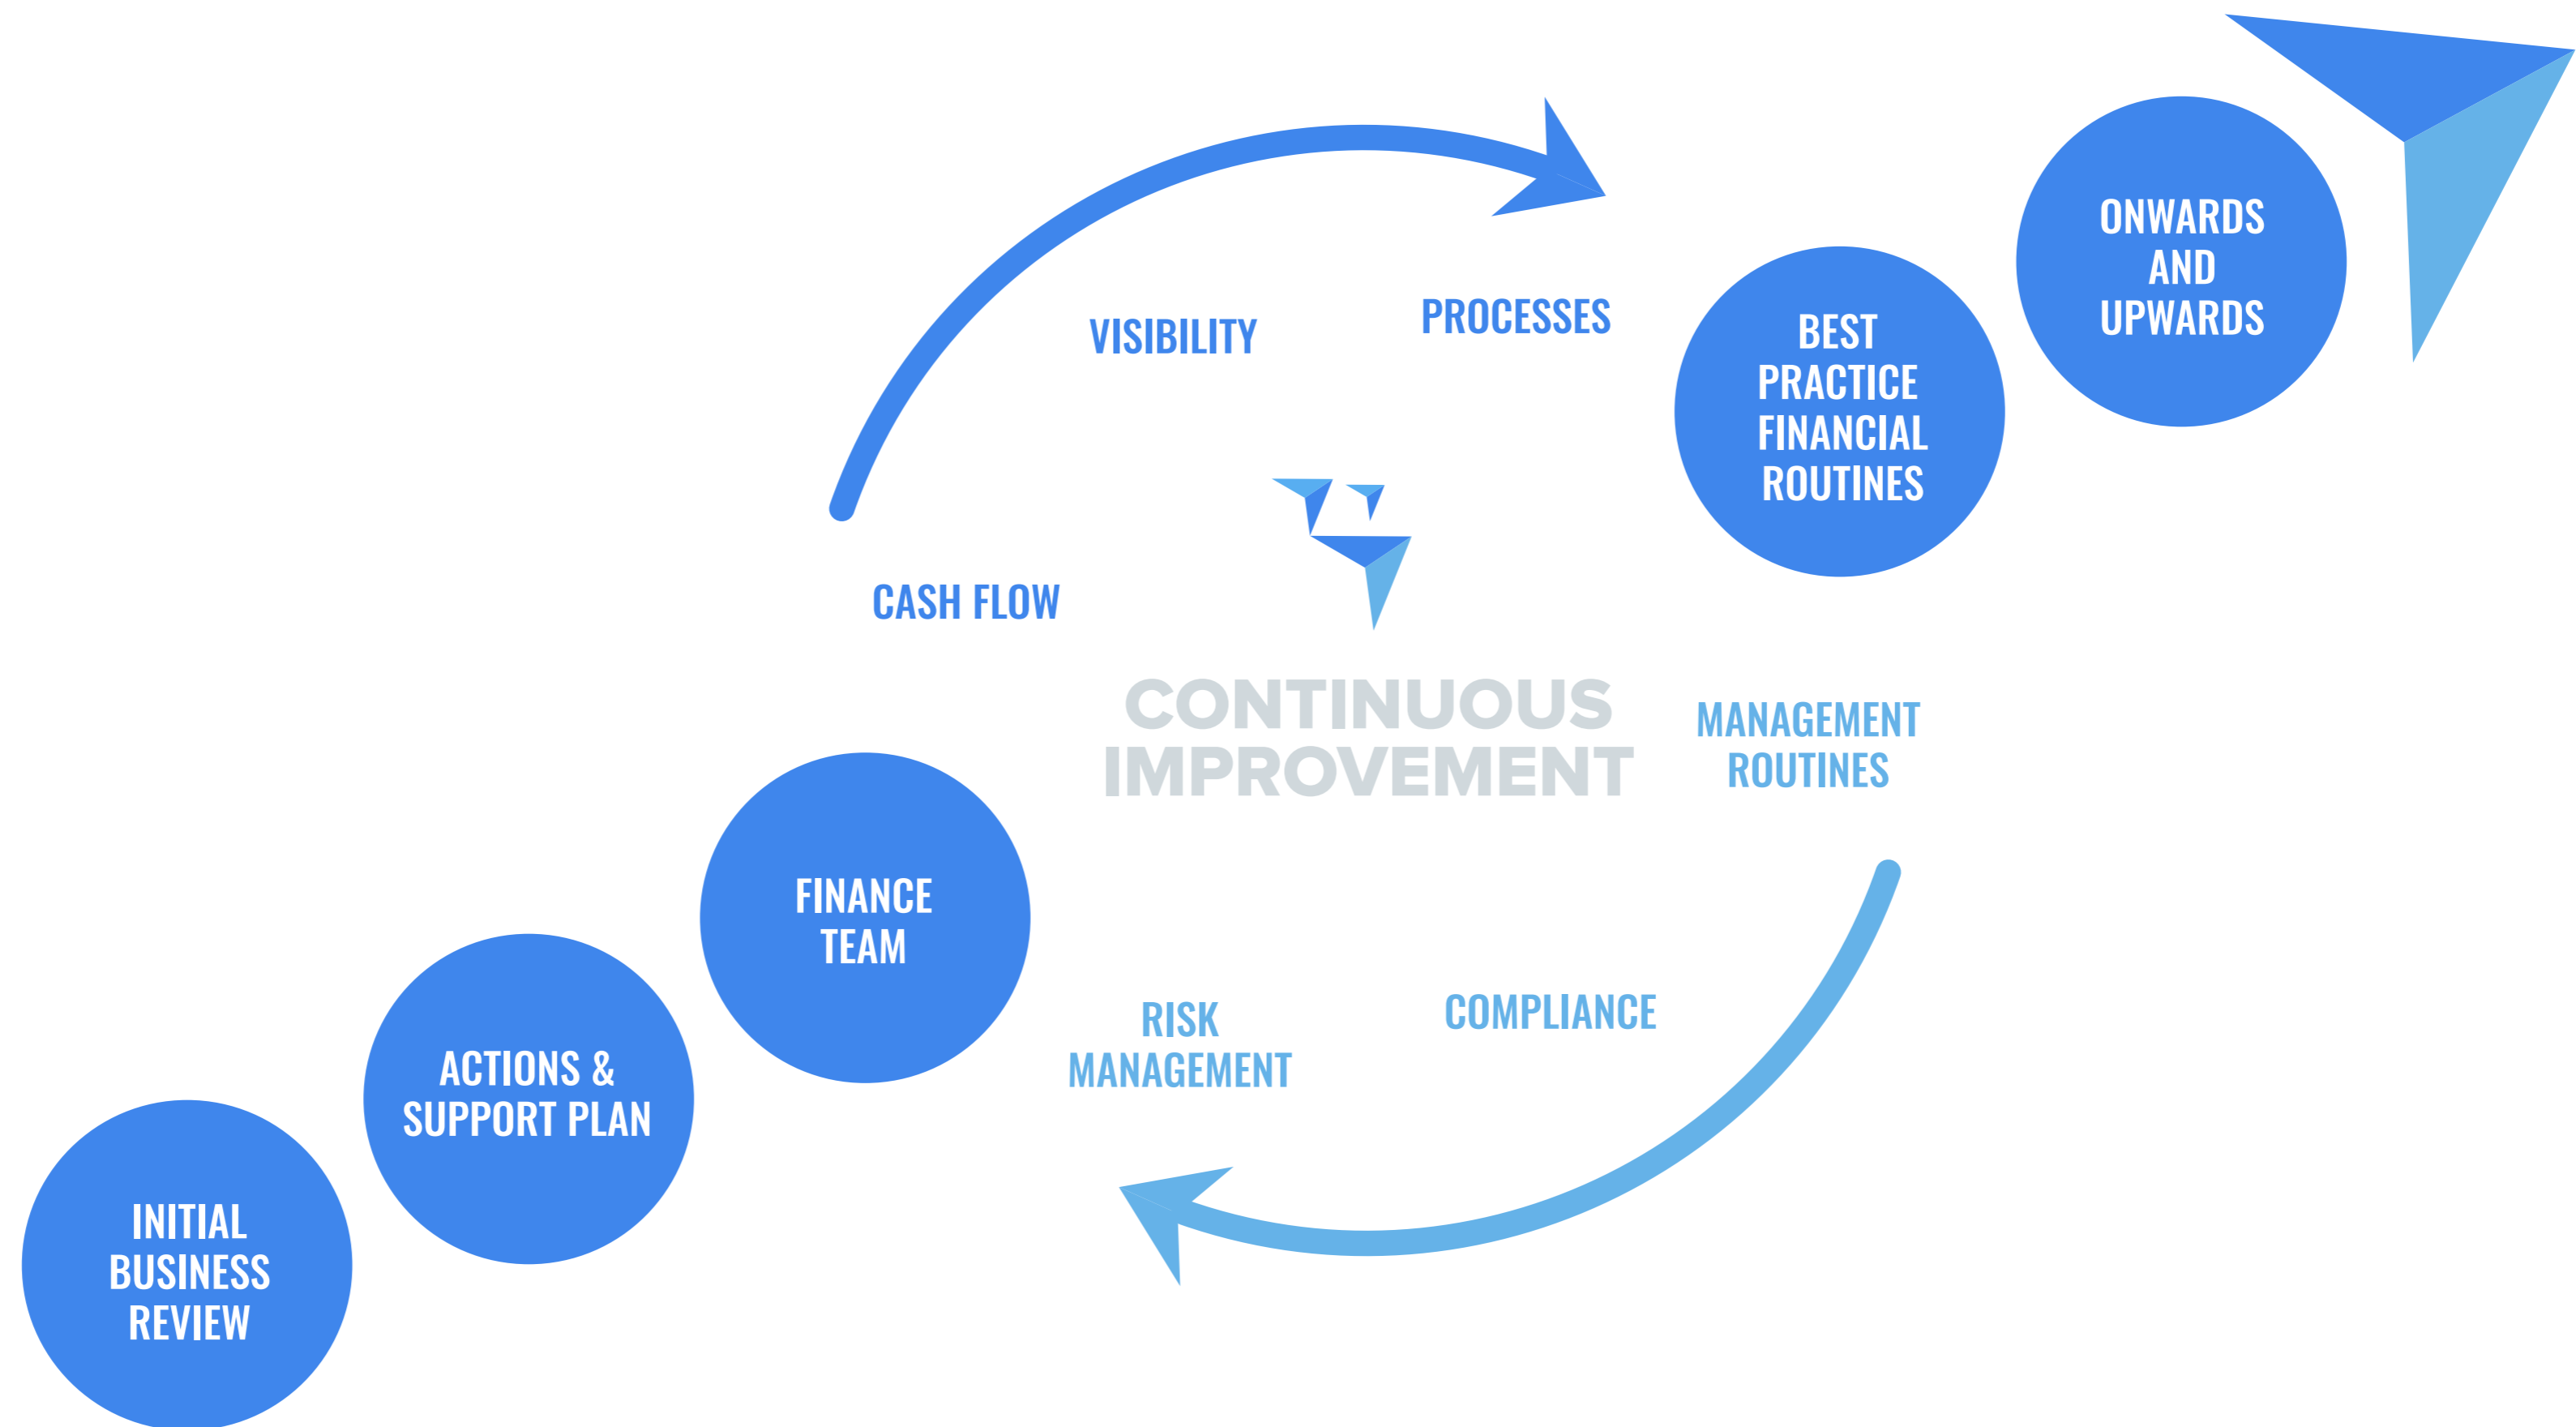 ONWARDS
AND
UPWARDS
BEST
PRACTICE
FINANCIAL
ROUTINES
VISIBILITY
PROCESSES
CASH FLOW
CONTINUOUS
IMPROVEMENT
MANAGEMENT
ROUTINES
FINANCE
TEAM
RISK
MANAGEMENT
COMPLIANCE
ACTIONS &
SUPPORT PLAN
INITIAL
BUSINESS
REVIEW